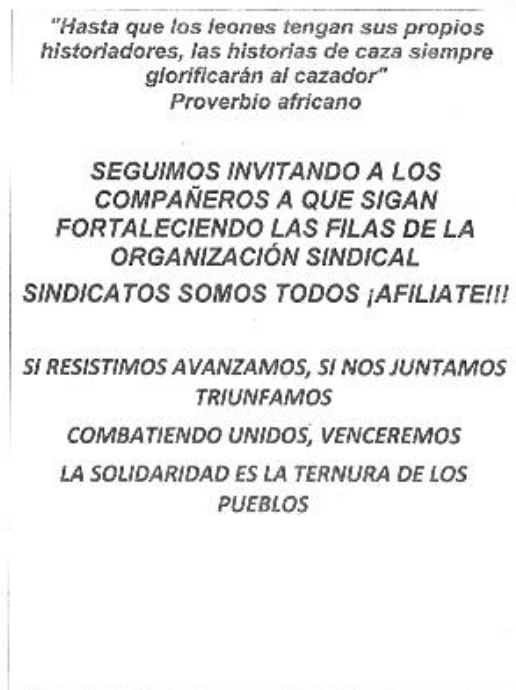 "Hasta que los leones tengan sus propios
historiadores, las historias de caza siempre
glorificarán al cazador"
Proverbio africano
SEGUIMOS INVITANDO A LOS
COMPAÑEROS A QUE SIGAN
FORTALECIENDO LAS FILAS DE LA
ORGANIZACIÓN SINDICAL
SINDICATOS SOMOS TODOS ¡AFILIATE!!!
SI RESISTIMOS AVANZAMOS, SI NOS JUNTAMOS
TRIUNFAMOS
COMBATIENDO UNIDOS, VENCEREMOS
LA SOLIDARIDAD ES LA TERNURA DE LOS
PUEBLOS